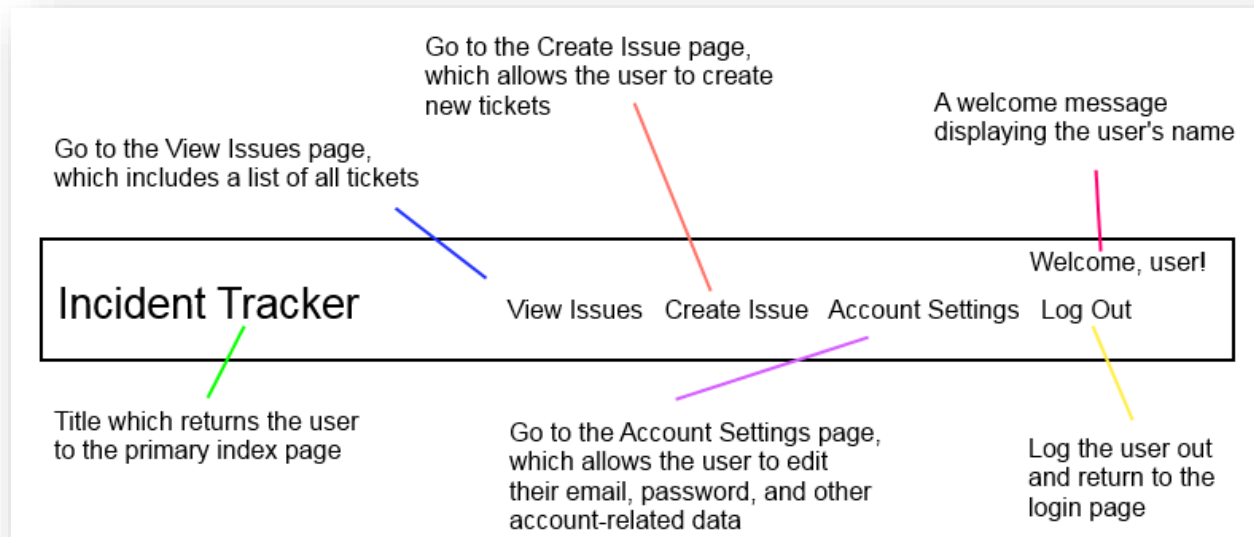 Go to the Create Issue page,
which allows the user to create
new tickets
A welcome message
displaying the user's name
Go to the View Issues page,
which includes a list of all tickets
Welcome, user!
Incident Tracker
View Issues Create Issue Account Settings Log Out
Title which returns the user
to the primary index page
Go to the Account Settings page,
which allows the user to edit
their email, password, and other
account-related data
Log the user out
and return to the
login page